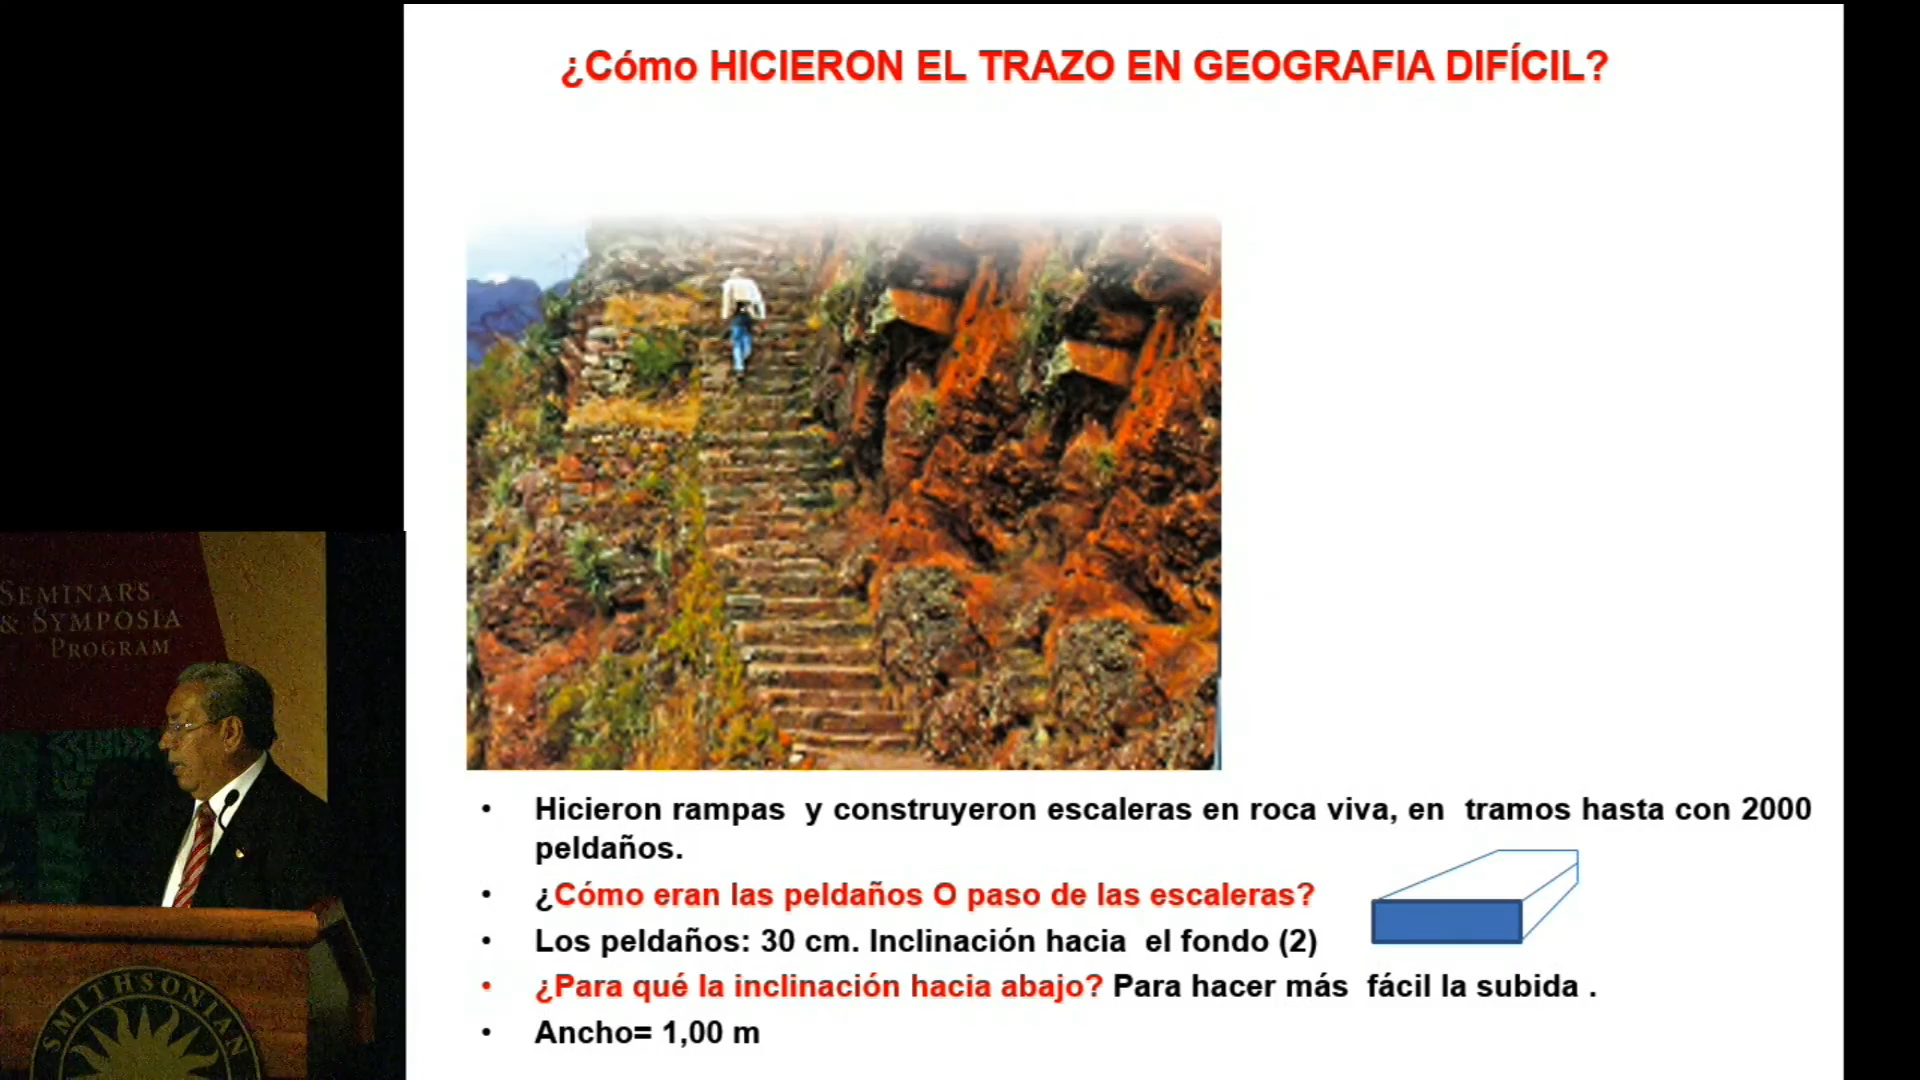 ¿Cómo HICIERON EL TRAZO EN GEOGRAFIA DIFÍCIL?
Hicieron rampas y construyeron escaleras en roca viva, en tramos hasta con 2000
peldaños.
¿Cómo eran las peldaños O paso de las escaleras?
Los peldaños: 30 cm. Inclinación hacia el fondo (2)
¿Para qué la inclinación hacia abajo? Para hacer más fácil la subida .
Ancho= 1,00 m
SEMINARS
& SYMPOSIA
PROGRAM
SMITHSONIAN